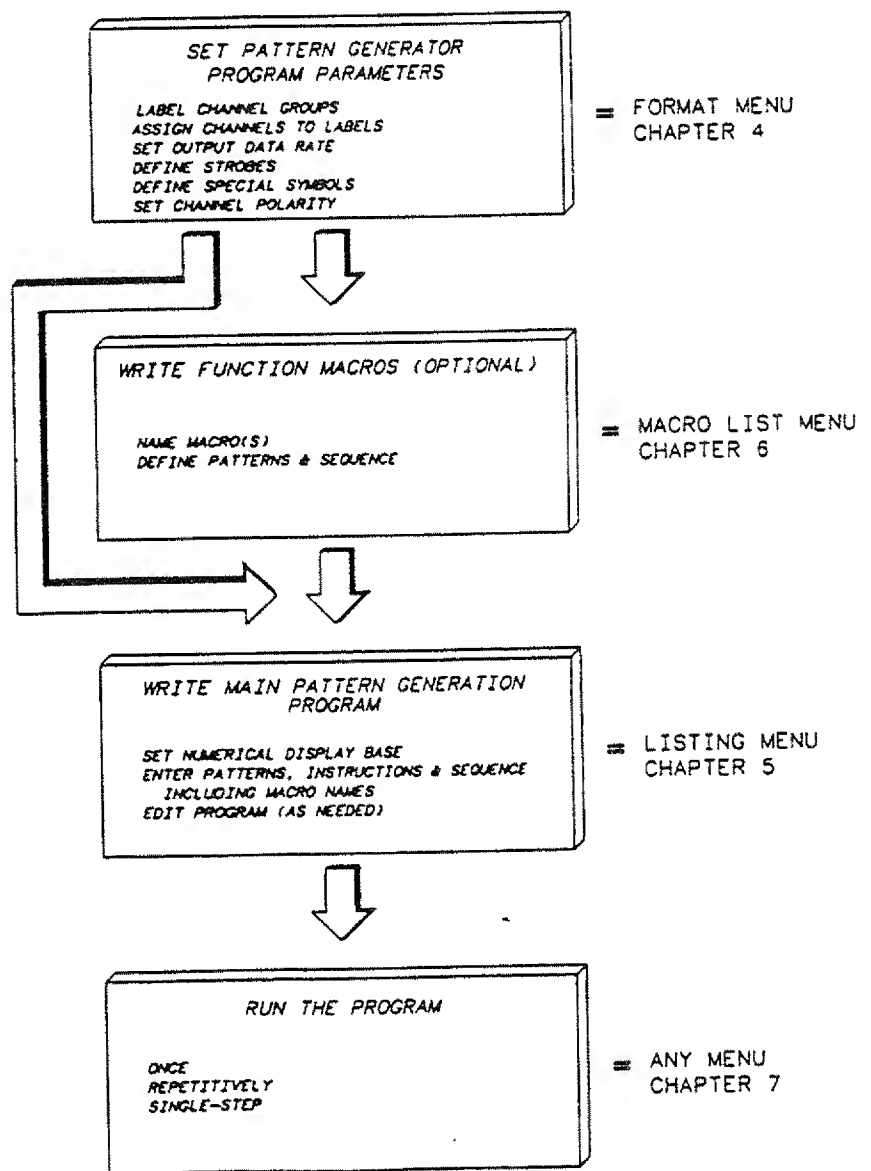 SET PATTERN GENERATOR
PROGRAM PARAMETERS
LABEL CHANNEL GROUPS
ASSIGN CHANNELS TO LABELS
SET OUTPUT DATA RATE
DEFINE STROBES
DEFINE SPECIAL SYMBOLS
SET CHANNEL POLARITY
= FORMAT MENU
CHAPTER 4
WRITE FUNCTION MACROS (OPTIONAL)
NAME MACRO(S)
DEFINE PATTERNS & SEQUENCE
= MACRO LIST MENU
CHAPTER 6
WRITE MAIN PATTERN GENERATION
PROGRAM
SET NUMERICAL DISPLAY BASE
ENTER PATTERNS, INSTRUCTIONS & SEQUENCE
INCLUDING MACRO NAMES
EDIT PROGRAM (AS NEEDED)
= LISTING MENU
CHAPTER 5
RUN THE PROGRAM
ONCE
REPETITIVELY
SINGLE-STEP
= ANY MENU
CHAPTER 7